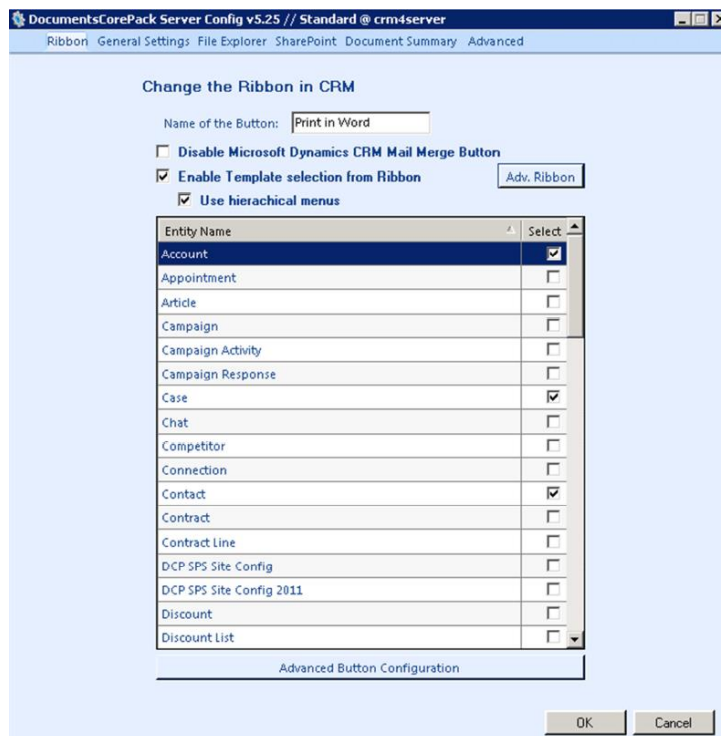 DocumentsCorePack Server Config v5.25 // Standard @ crm4server
Ribbon General Settings File Explorer SharePoint Document Summary Advanced
Change the Ribbon in CRM
Name of the Button: Print in Word
Disable Microsoft Dynamics CRM Mail Merge Button
Enable Template selection from Ribbon Adv. Ribbon
Use hierachical menus
Entity Name Select
Account
Appointment
Article
Campaign
Campaign Activity
Campaign Response
Case
Chat
Competitor
Connection
Contact
Contract
Contract Line
DCP SPS Site Config
DCP SPS Site Config 2011
Discount
Discount List
Advanced Button Configuration
OK Cancel